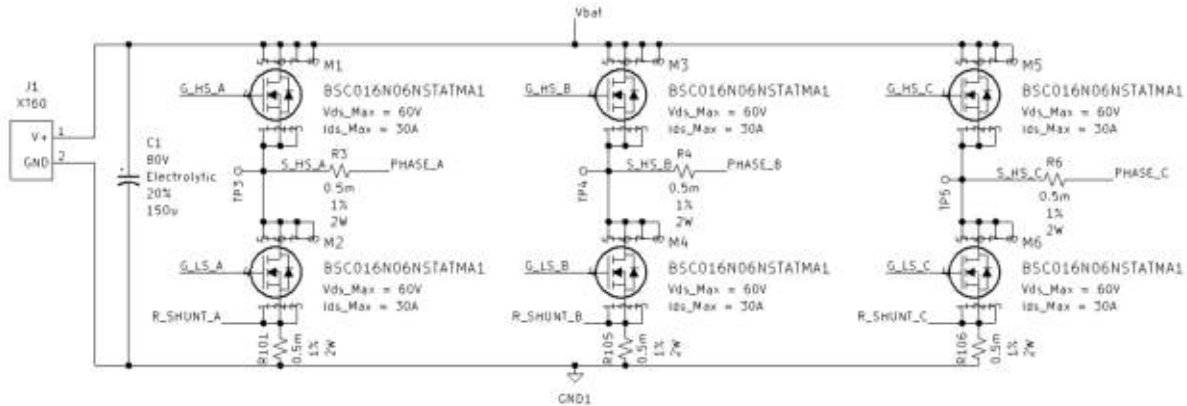 Vbat
J1
XT60
V+
1
GND
2
C1
80V
Electrolytic
20%
150u
G_HS_A
M1
BSC016N06NSTATMA1
Vds_Max = 60V
Ids_Max = 30A
TP3
S_HS_A
R3
PHASE_A
0.5m
1%
2W
G_LS_A
M2
BSC016N06NSTATMA1
Vds_Max = 60V
Ids_Max = 30A
R_SHUNT_A
R101
0.5m
1%
2W
G_HS_B
M3
BSC016N06NSTATMA1
Vds_Max = 60V
Ids_Max = 30A
TP4
S_HS_B
R4
PHASE_B
0.5m
1%
2W
G_LS_B
M4
BSC016N06NSTATMA1
Vds_Max = 60V
Ids_Max = 30A
R_SHUNT_B
R105
0.5m
1%
2W
G_HS_C
M5
BSC016N06NSTATMA1
Vds_Max = 60V
Ids_Max = 30A
TP5
S_HS_C
R6
PHASE_C
0.5m
1%
2W
G_LS_C
M6
BSC016N06NSTATMA1
Vds_Max = 60V
Ids_Max = 30A
R_SHUNT_C
R106
0.5m
1%
2W
GND1